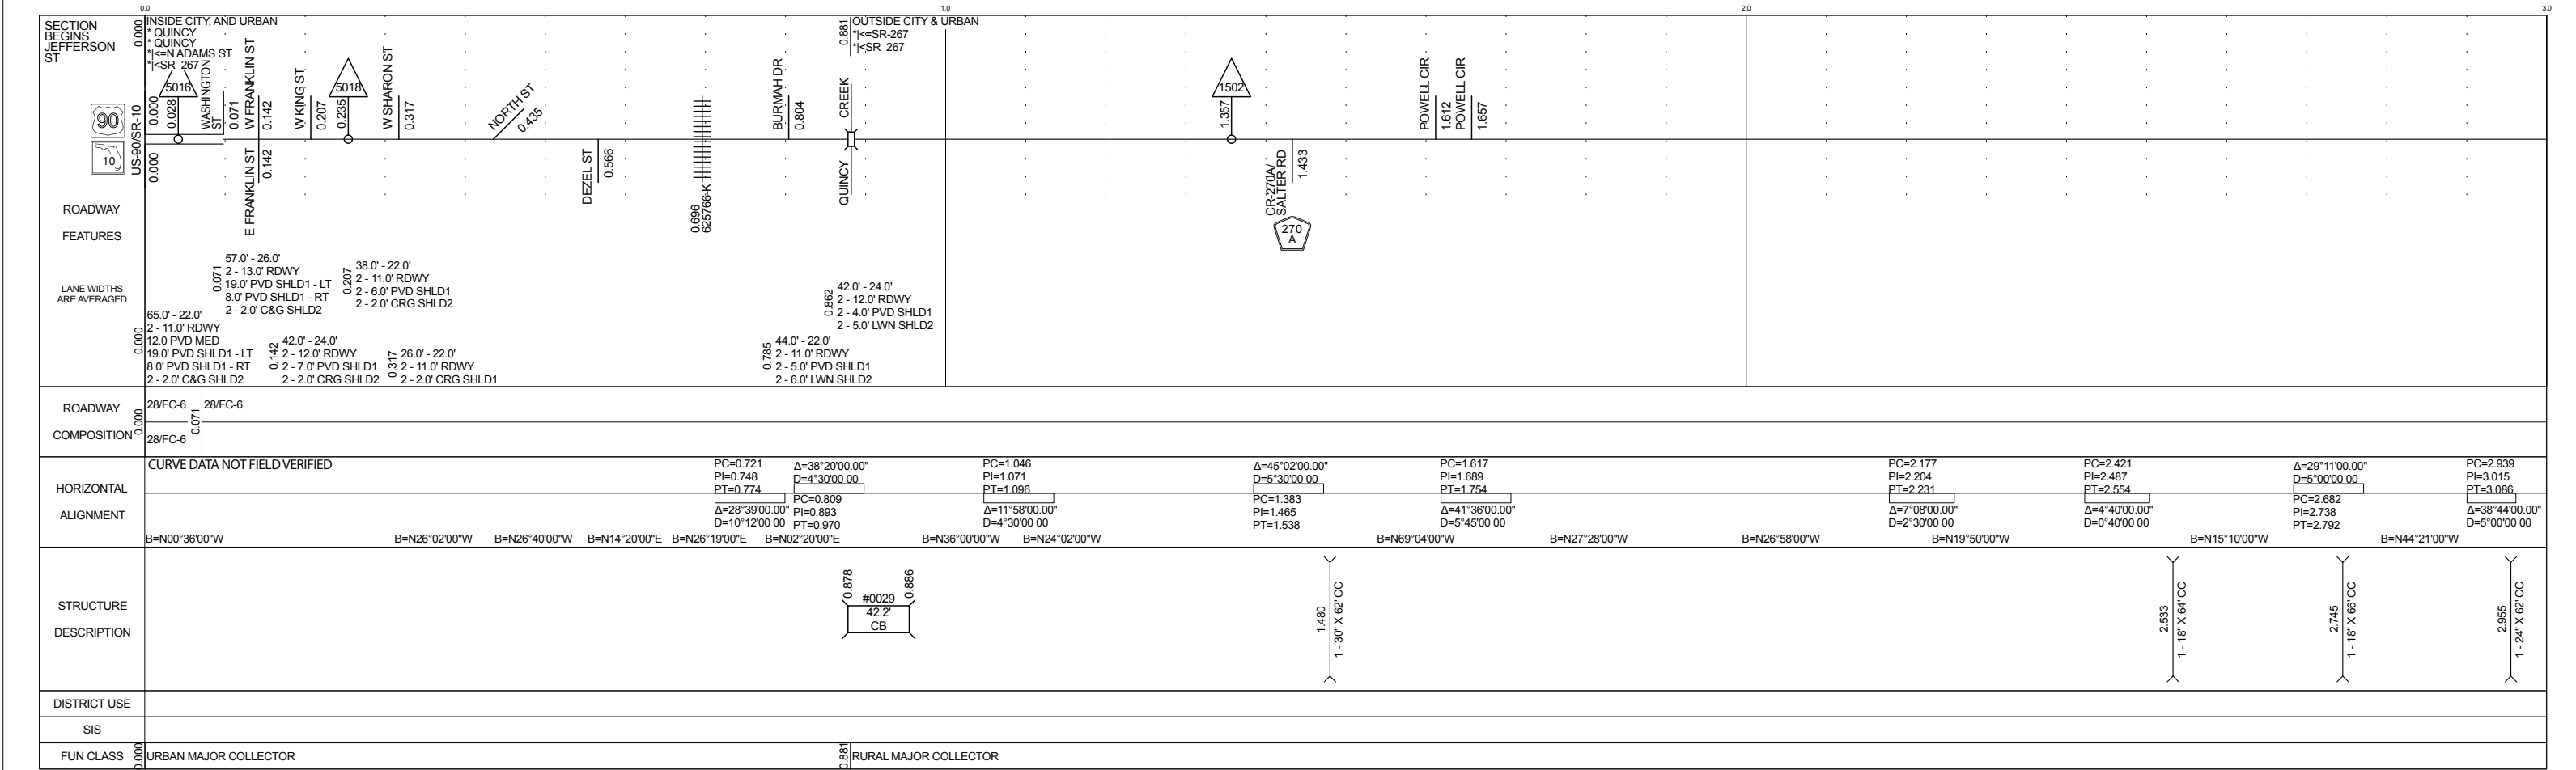 0.0
1.0
2.0
3.0
SECTION
BEGINS
JEFFERSON
ST
0.000
INSIDE CITY, AND URBAN
* QUINCY
* QUINCY
*|<=N ADAMS ST
*|<SR 267
0.881
OUTSIDE CITY & URBAN
*|<=SR-267
*|<SR 267
90
10
US-90/SR-10
0.000
0.000
5016
0.028
WASHINGTON
ST
0.071
W FRANKLIN ST
0.142
E FRANKLIN ST
0.142
W KING ST
0.207
5018
0.235
W SHARON ST
0.317
NORTH ST
0.435
DEZEL ST
0.566
0.696
625766-K
BURMAH DR
0.804
QUINCY CREEK
1502
1.357
CR-270A/
SALTER RD
1.433
270
A
POWELL CIR
1.612
POWELL CIR
1.657
ROADWAY
FEATURES
LANE WIDTHS
ARE AVERAGED
0.000
65.0' - 22.0'
2 - 11.0' RDWY
12.0 PVD MED
19.0' PVD SHLD1 - LT
8.0' PVD SHLD1 - RT
2 - 2.0' C&G SHLD2
0.071
57.0' - 26.0'
2 - 13.0' RDWY
19.0' PVD SHLD1 - LT
8.0' PVD SHLD1 - RT
2 - 2.0' C&G SHLD2
0.142
42.0' - 24.0'
2 - 12.0' RDWY
2 - 7.0' PVD SHLD1
2 - 2.0' CRG SHLD2
0.207
38.0' - 22.0'
2 - 11.0' RDWY
2 - 6.0' PVD SHLD1
2 - 2.0' CRG SHLD2
0.317
26.0' - 22.0'
2 - 11.0' RDWY
2 - 2.0' CRG SHLD1
0.785
44.0' - 22.0'
2 - 11.0' RDWY
2 - 5.0' PVD SHLD1
2 - 6.0' LWN SHLD2
0.862
42.0' - 24.0'
2 - 12.0' RDWY
2 - 4.0' PVD SHLD1
2 - 5.0' LWN SHLD2
ROADWAY
COMPOSITION
0.000
28/FC-6
28/FC-6
0.071
28/FC-6
HORIZONTAL
ALIGNMENT
CURVE DATA NOT FIELD VERIFIED
PC=0.721
PI=0.748
PT=0.774
Δ=28°39'00.00"
D=10°12'00 00
Δ=38°20'00.00"
D=4°30'00 00
PC=0.809
PI=0.893
PT=0.970
PC=1.046
PI=1.071
PT=1.096
Δ=11°58'00.00"
D=4°30'00 00
Δ=45°02'00.00"
D=5°30'00 00
PC=1.383
PI=1.465
PT=1.538
PC=1.617
PI=1.689
PT=1.754
Δ=41°36'00.00"
D=5°45'00 00
PC=2.177
PI=2.204
PT=2.231
Δ=7°08'00.00"
D=2°30'00 00
PC=2.421
PI=2.487
PT=2.554
Δ=4°40'00.00"
D=0°40'00 00
Δ=29°11'00.00"
D=5°00'00 00
PC=2.682
PI=2.738
PT=2.792
PC=2.939
PI=3.015
PT=3.086
Δ=38°44'00.00"
D=5°00'00 00
B=N00°36'00"W
B=N26°02'00"W
B=N26°40'00"W
B=N14°20'00"E
B=N26°19'00"E
B=N02°20'00"E
B=N36°00'00"W
B=N24°02'00"W
B=N69°04'00"W
B=N27°28'00"W
B=N26°58'00"W
B=N19°50'00"W
B=N15°10'00"W
B=N44°21'00"W
STRUCTURE
DESCRIPTION
0.878
0.886
#0029
42.2'
CB
1.480
1 - 30" X 62' CC
2.533
1 - 18" X 64' CC
2.745
1 - 18" X 66' CC
2.955
1 - 24" X 62' CC
DISTRICT USE
SIS
FUN CLASS
0.000
URBAN MAJOR COLLECTOR
0.881
RURAL MAJOR COLLECTOR